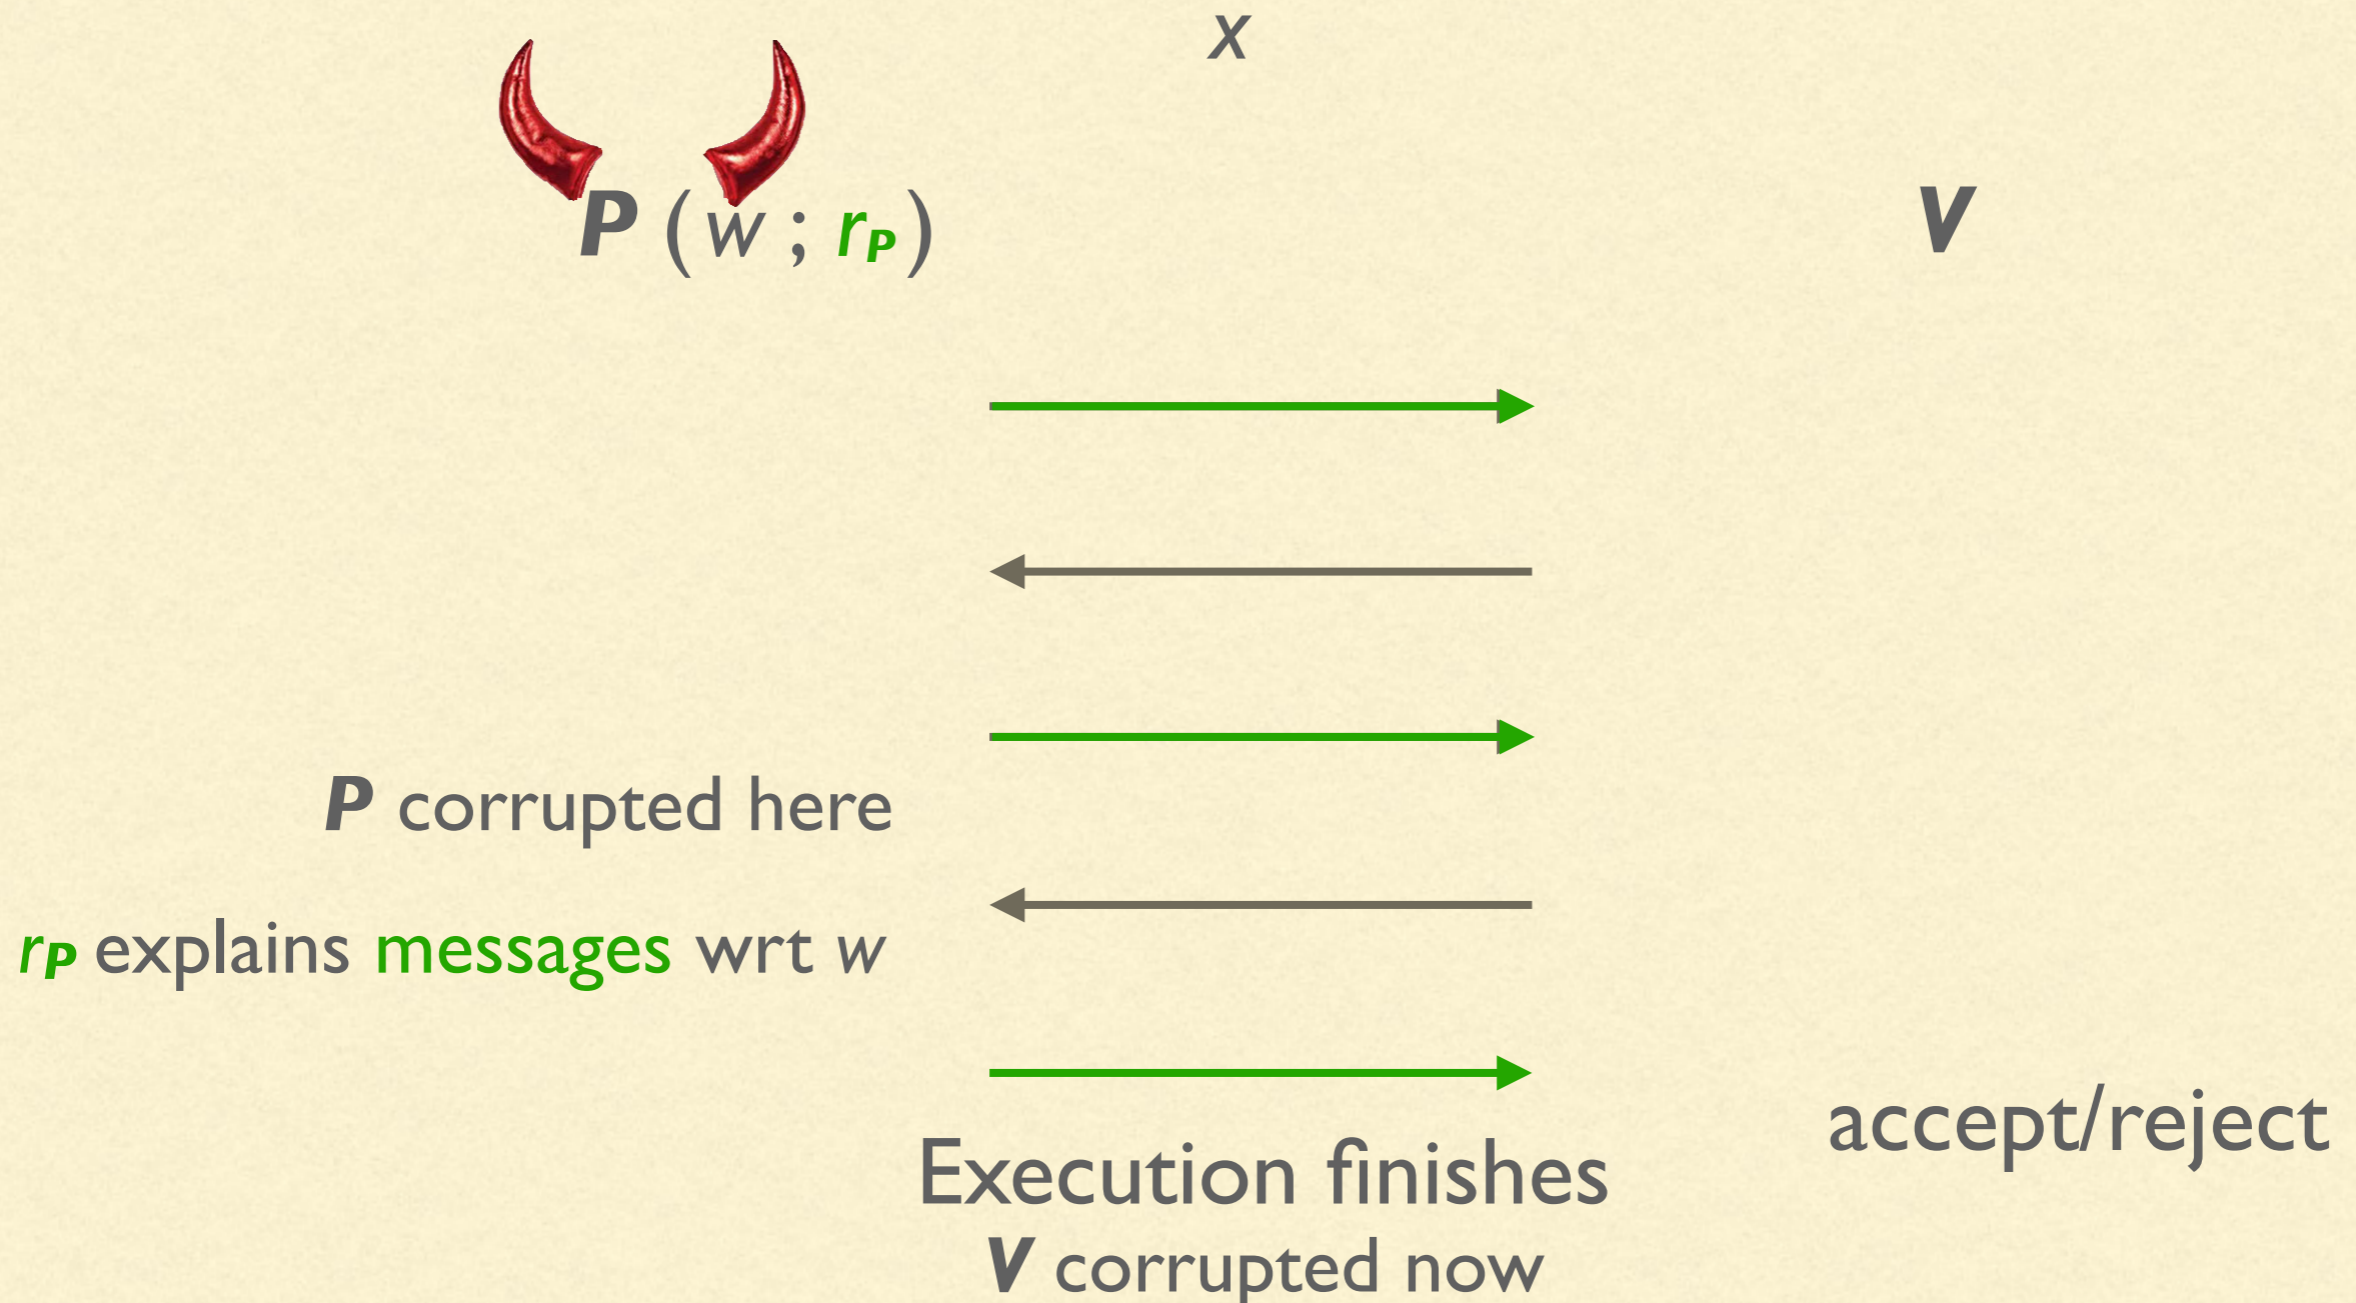 x
P (w ; rP)
V
P corrupted here
rP explains messages wrt w
accept/reject
Execution finishes
V corrupted now